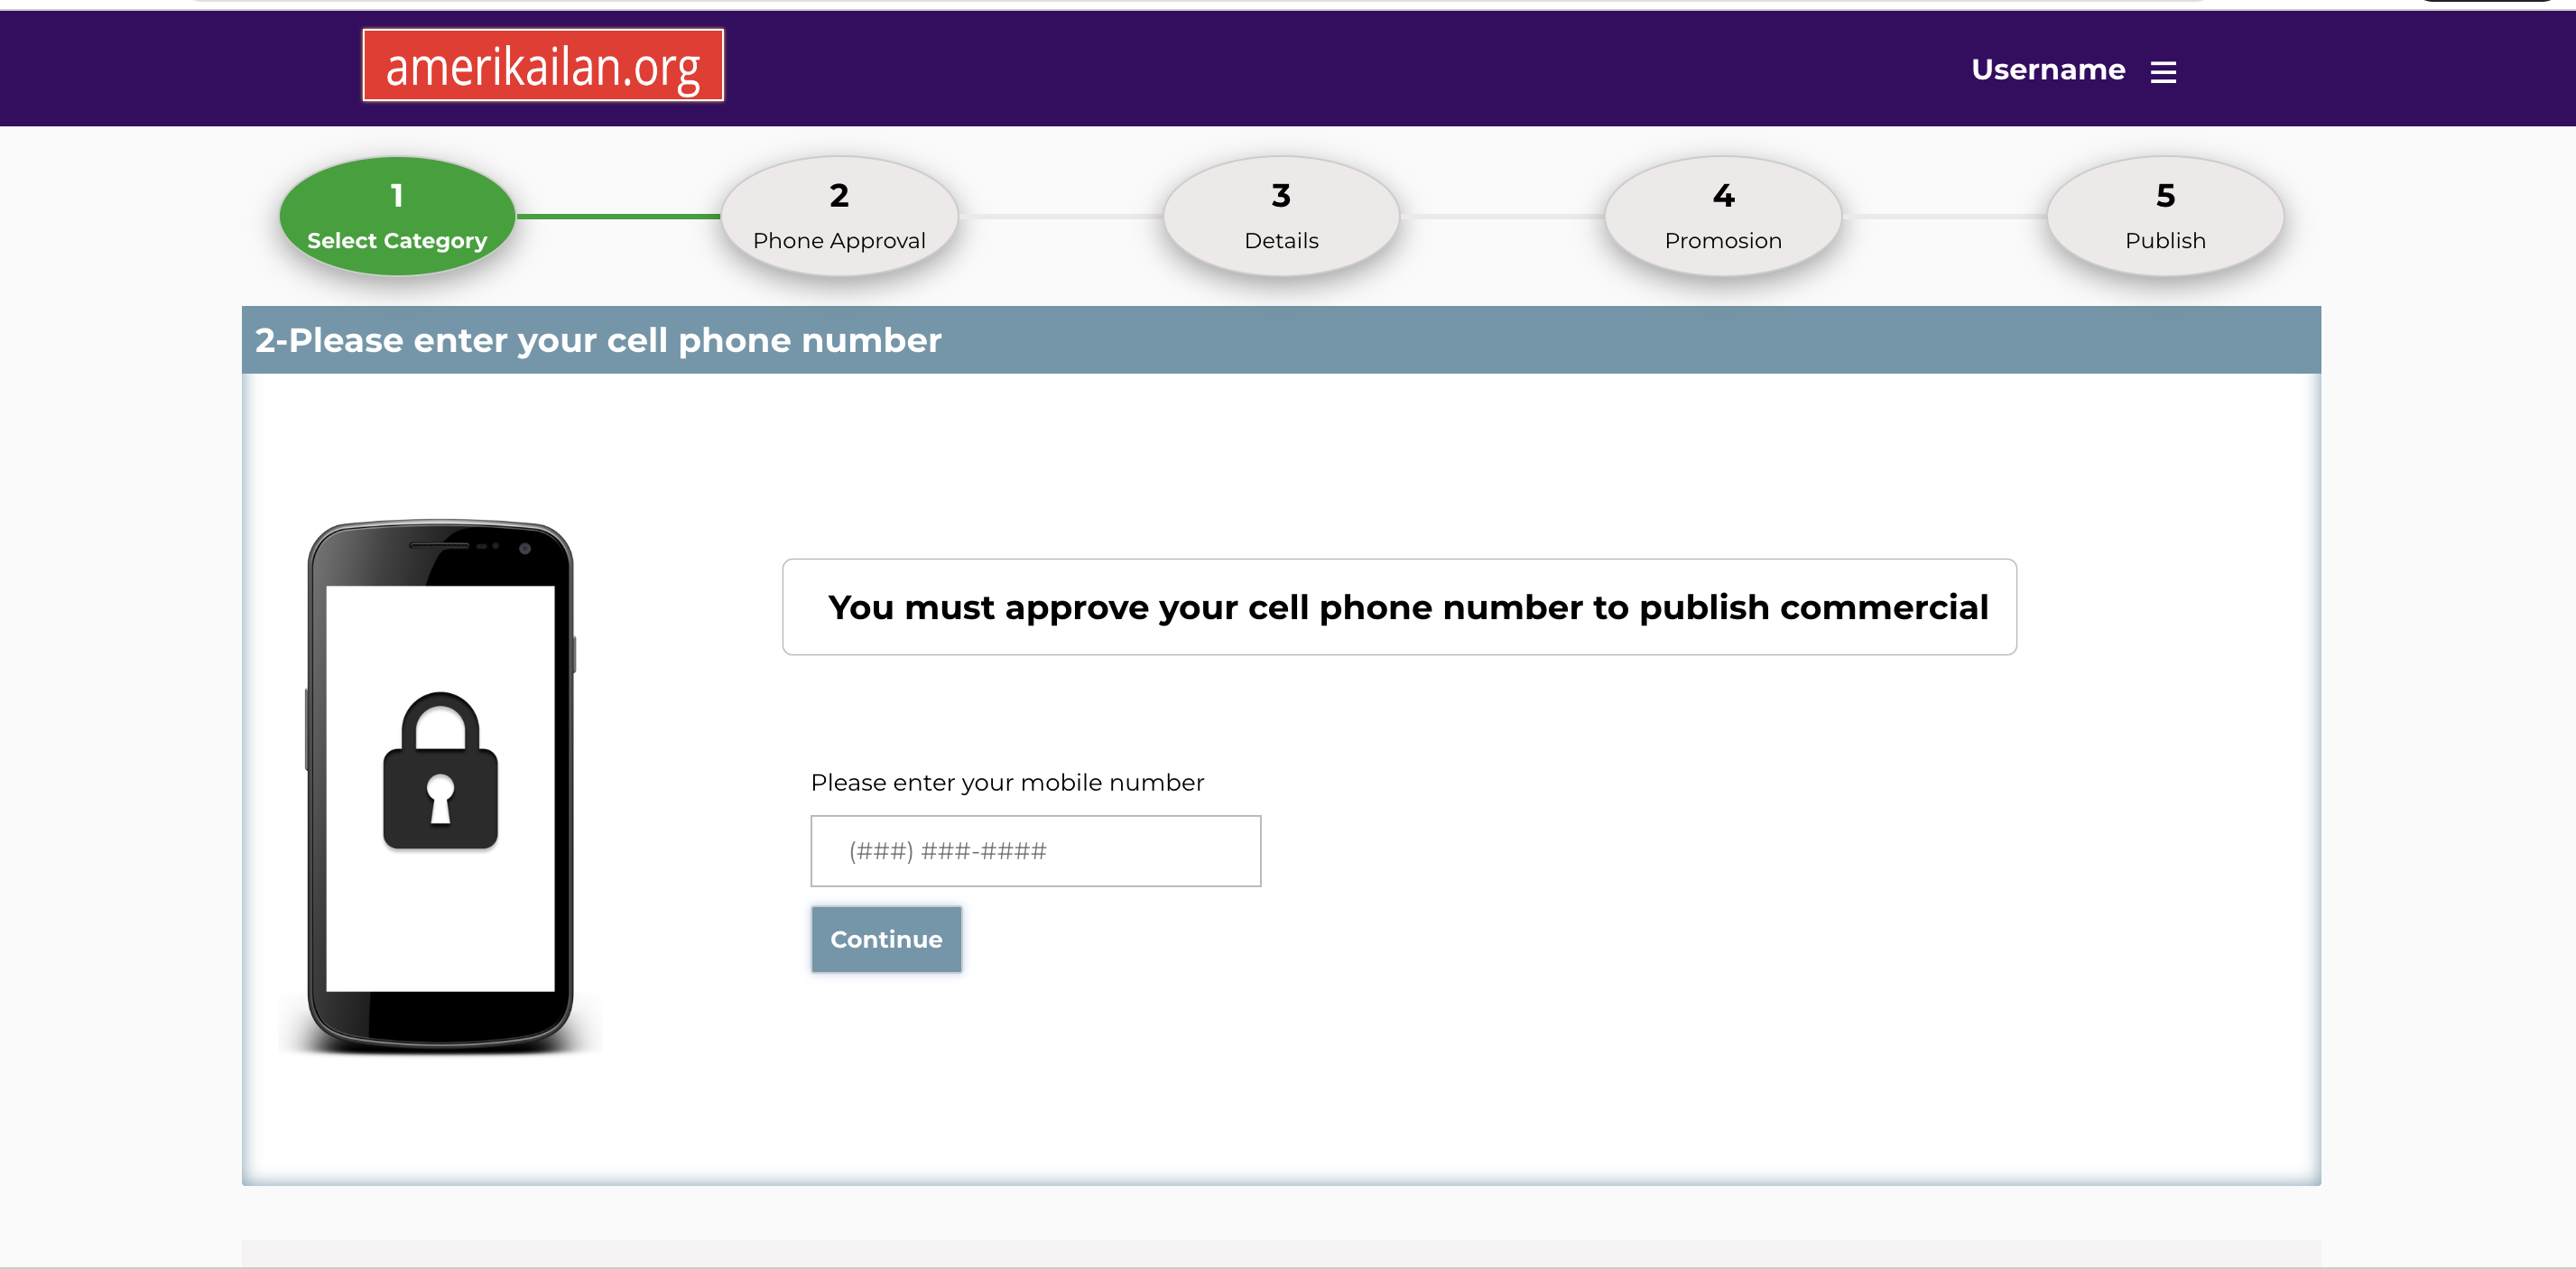 amerikailan.org
Username
1
Select Category
2
Phone Approval
3
Details
4
Promosion
5
Publish
2-Please enter your cell phone number
You must approve your cell phone number to publish commercial
Please enter your mobile number
(###) ###-####
Continue